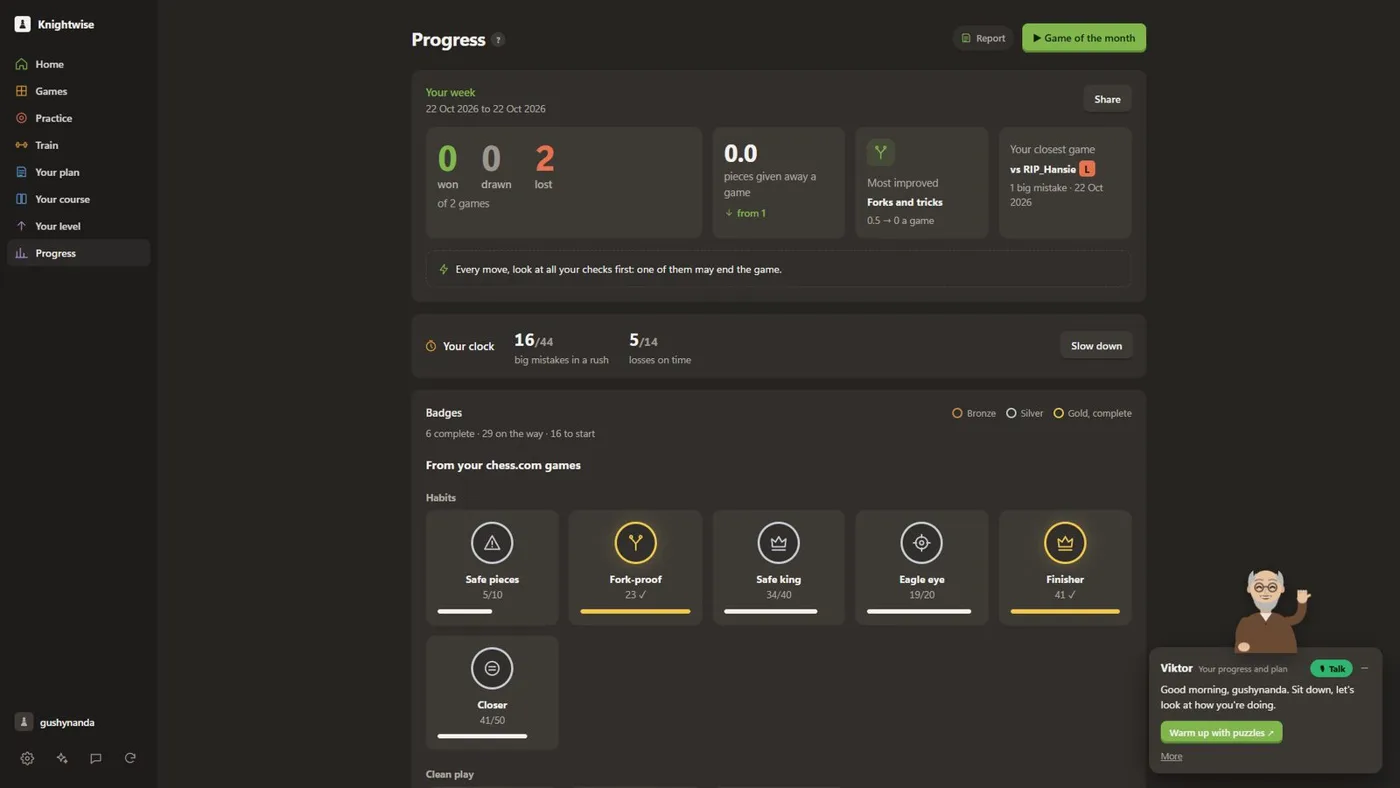 Knightwise
Home
Games
Practice
Train
Your plan
Your course
Your level
Progress
gushynanda
Progress ?
Report
Game of the month
Your week
22 Oct 2026 to 22 Oct 2026
Share
0 0 2
won drawn lost
of 2 games
0.0
pieces given away a
game
↓ from 1
Most improved
Forks and tricks
0.5 → 0 a game
Your closest game
vs RIP_Hansie L
1 big mistake · 22 Oct
2026
Every move, look at all your checks first: one of them may end the game.
Your clock
16/44
big mistakes in a rush
5/14
losses on time
Slow down
Badges
Bronze Silver Gold, complete
6 complete · 29 on the way · 16 to start
From your chess.com games
Habits
Safe pieces
5/10
Fork-proof
23 ✓
Safe king
34/40
Eagle eye
19/20
Finisher
41 ✓
Closer
41/50
Clean play
Viktor Your progress and plan
Talk
Good morning, gushynanda. Sit down, let's
look at how you're doing.
Warm up with puzzles ↗
More